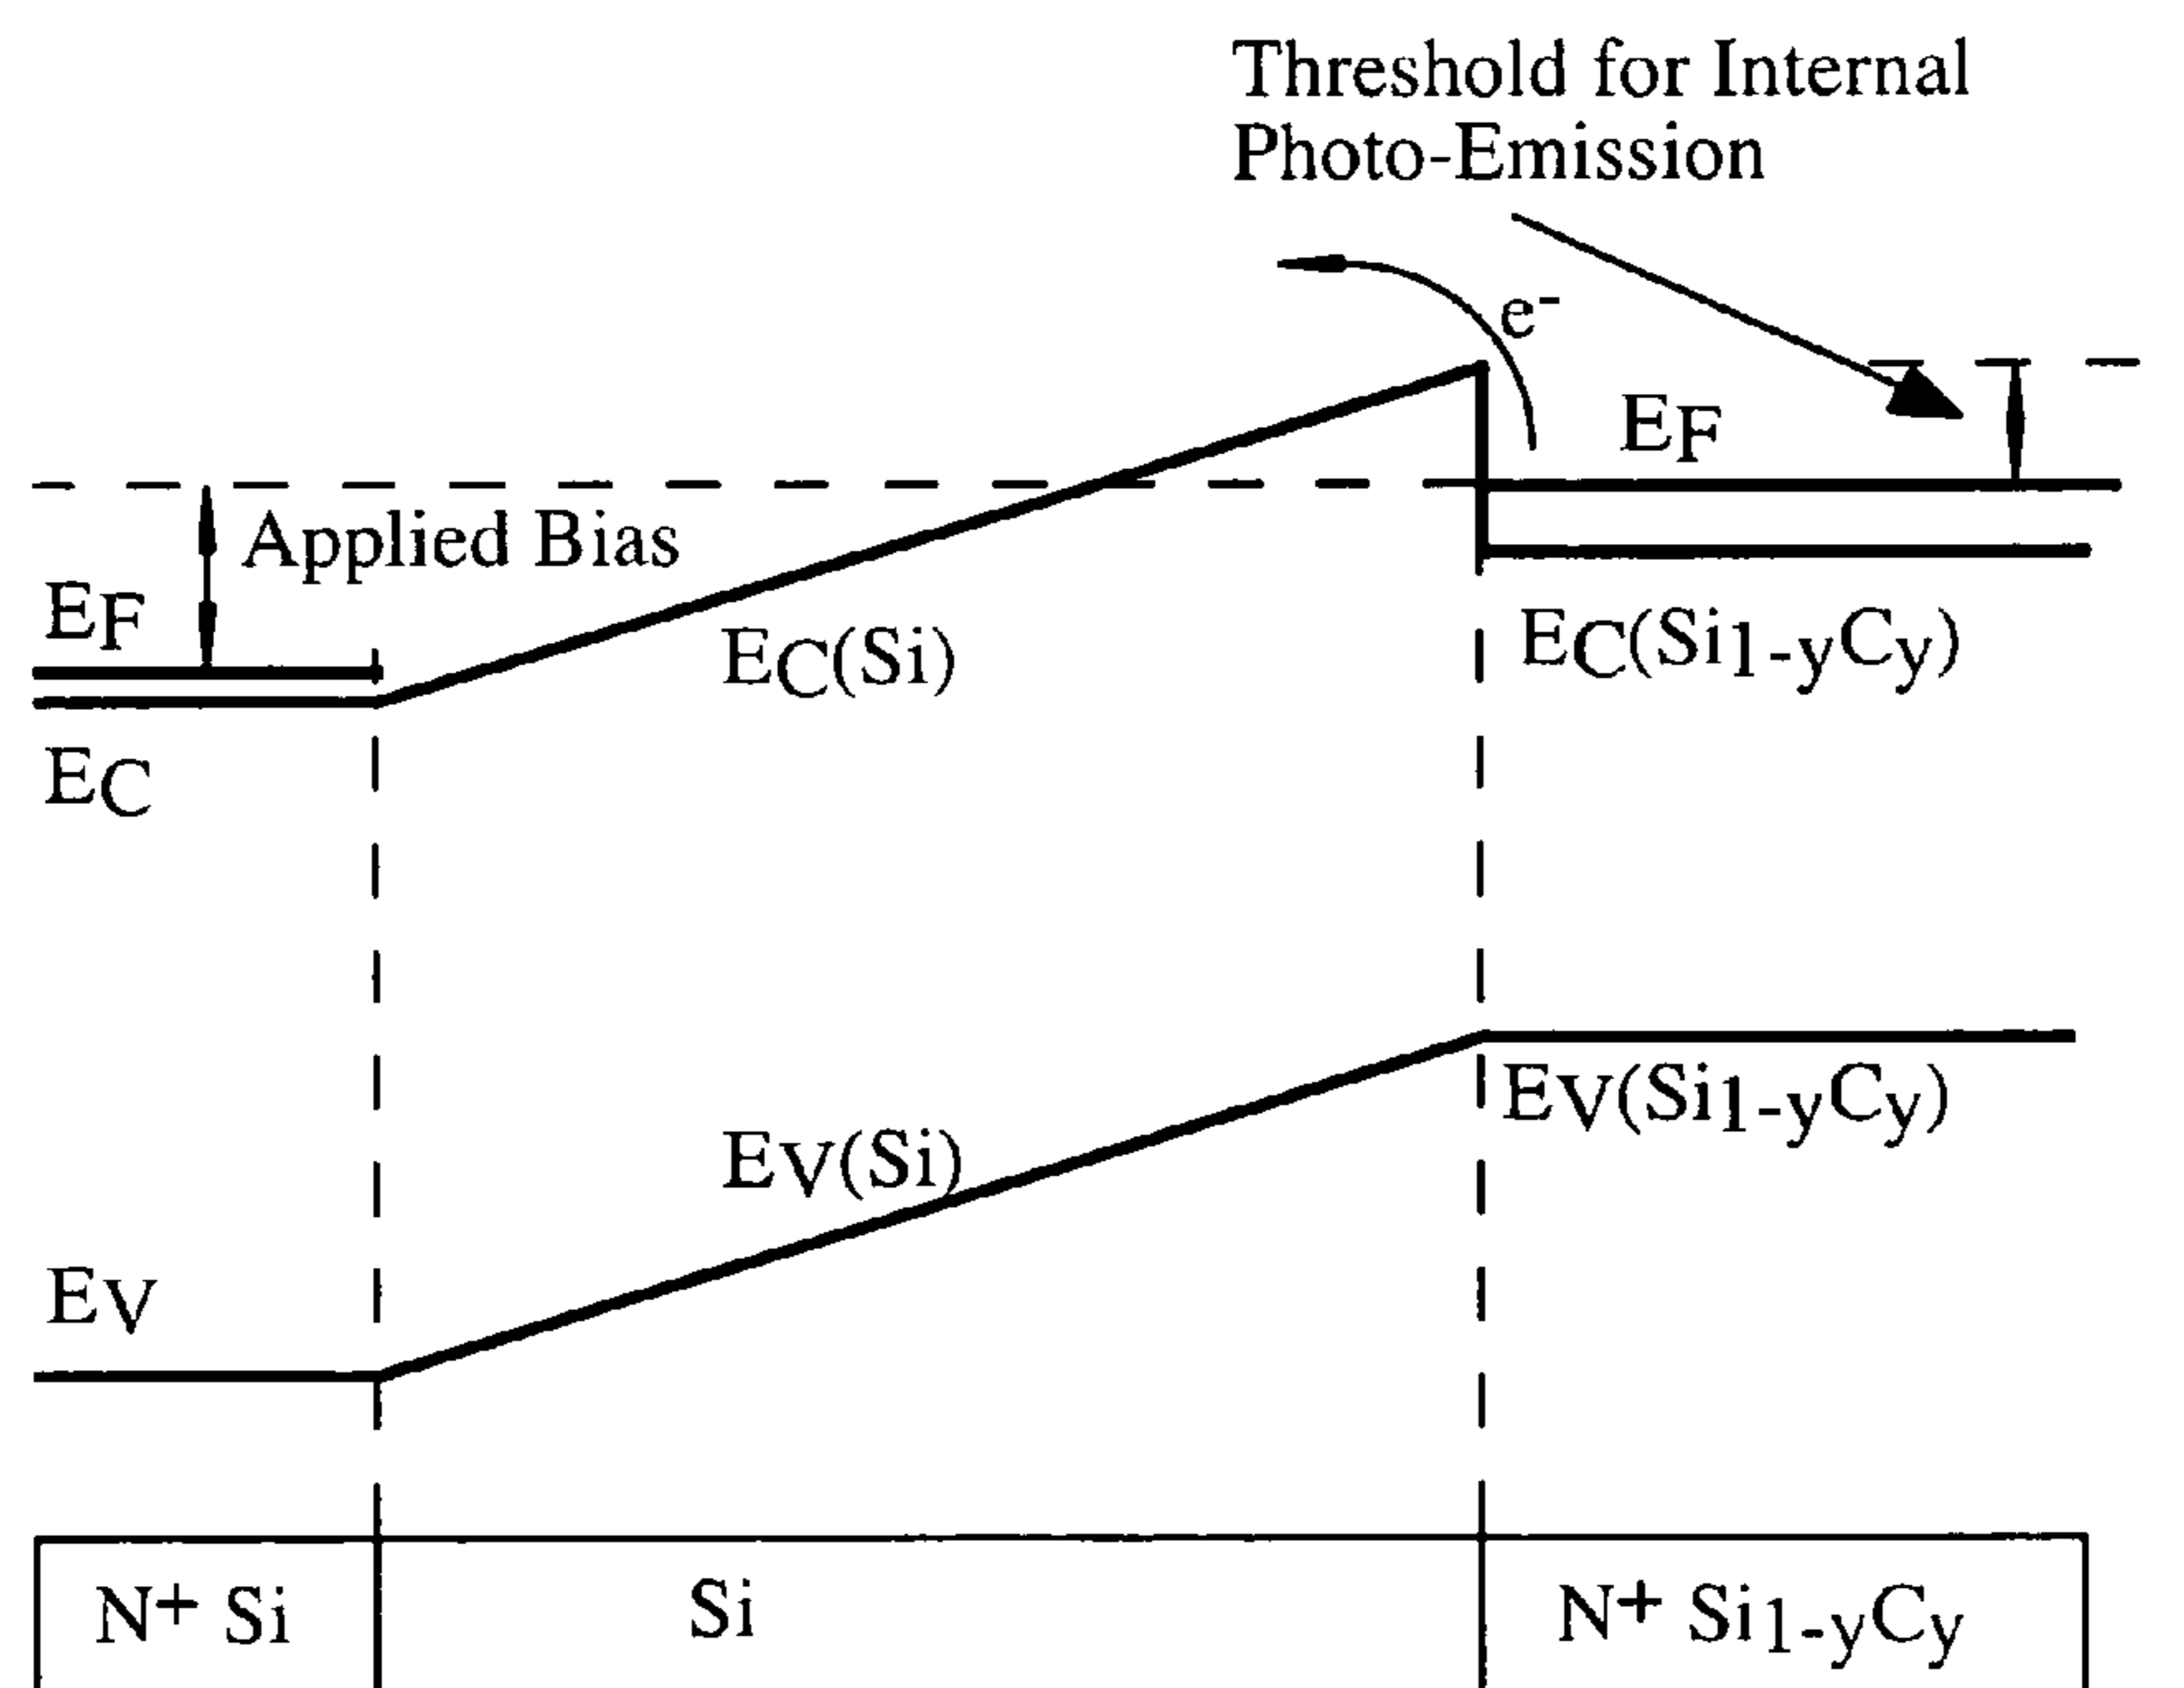 Threshold for Internal
Photo-Emission
e-
EF
Applied Bias
EF
EC(Si)
EC(Si1-yCy)
EC
EV(Si1-yCy)
EV(Si)
EV
N+ Si
Si
N+ Si1-yCy